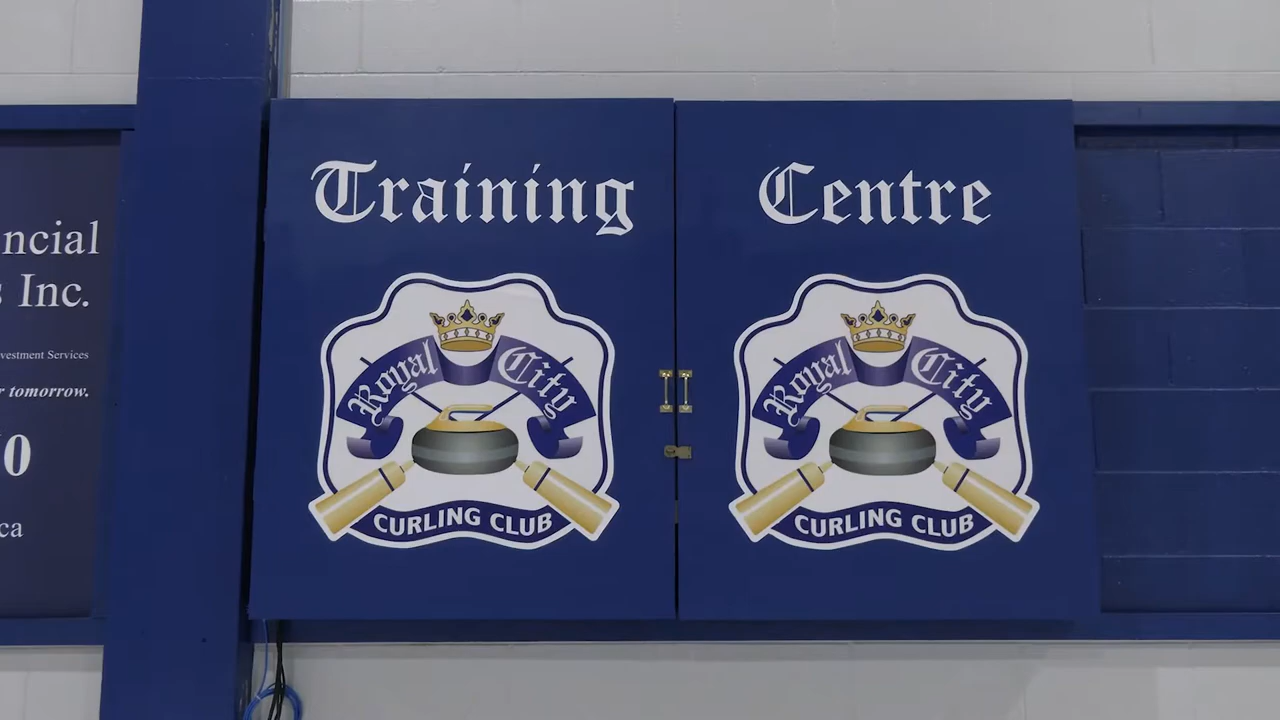 ncial
s Inc.
vestment Services
r tomorrow.
0
ca
Training
Royal City
CURLING CLUB
Centre
Royal City
CURLING CLUB